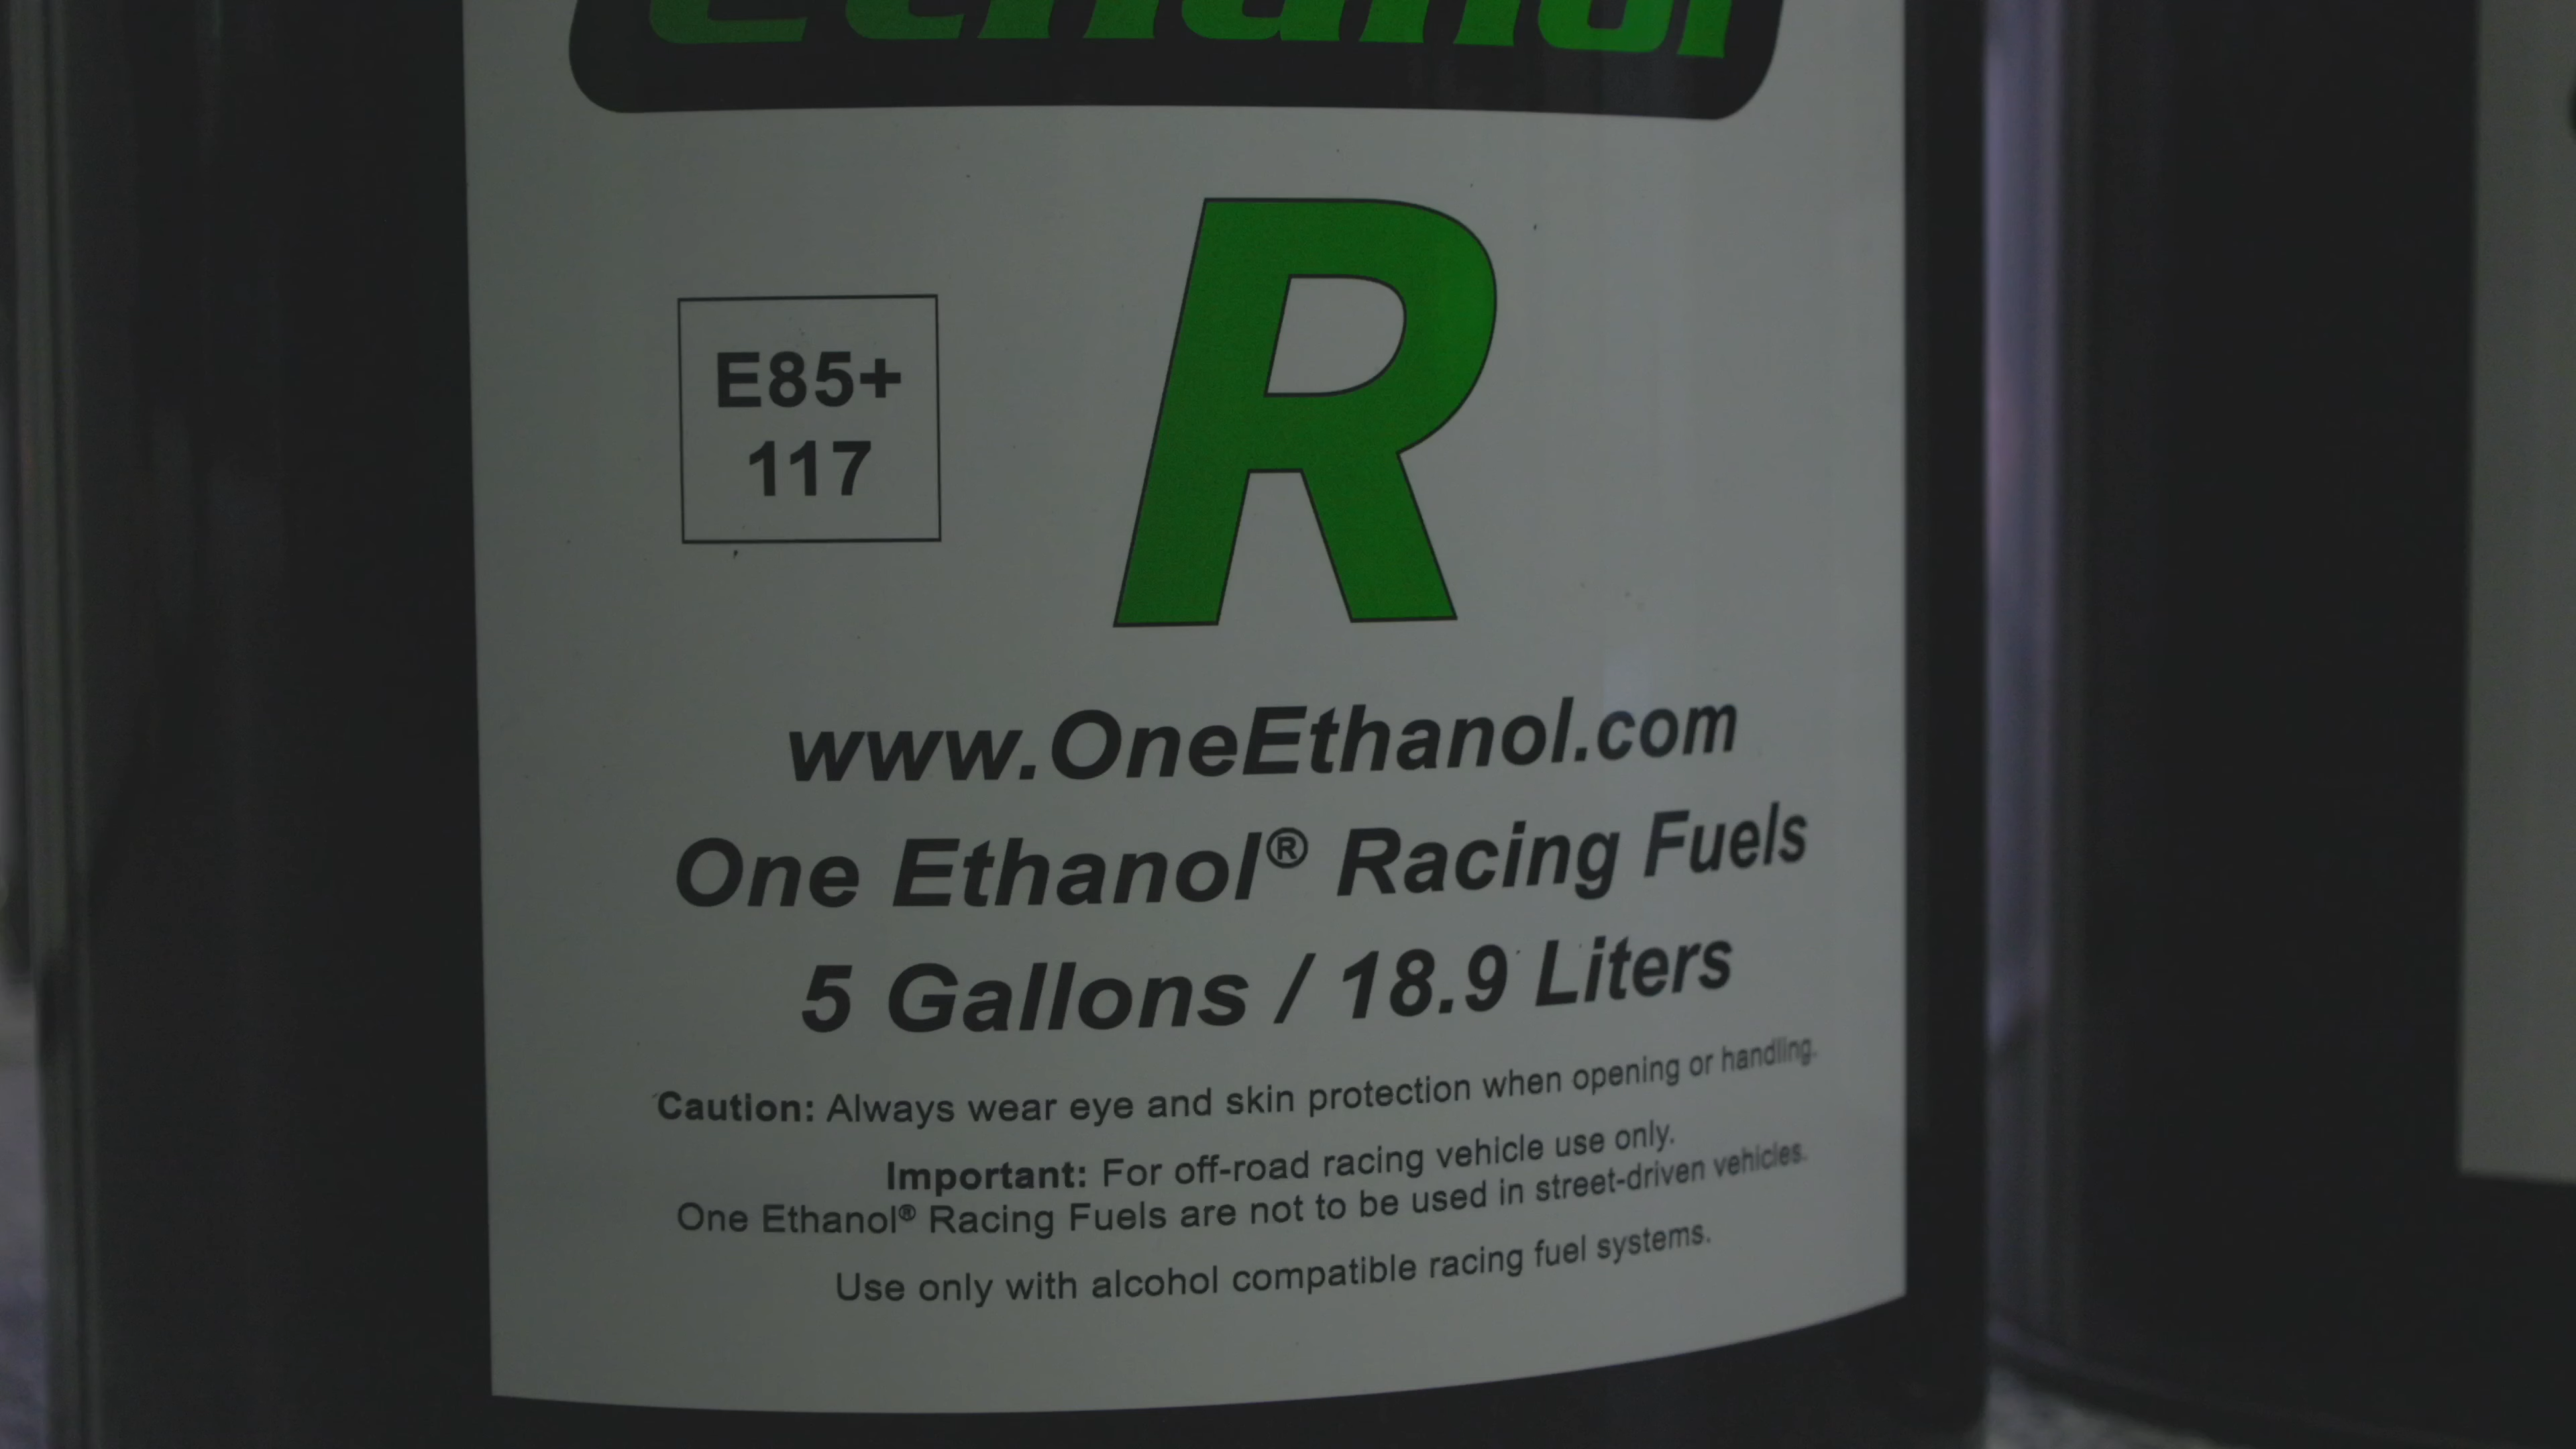 Ethanol
R
E85+
117
www.OneEthanol.com
One Ethanol® Racing Fuels
5 Gallons / 18.9 Liters
Caution: Always wear eye and skin protection when opening or handling.
Important: For off-road racing vehicle use only.
One Ethanol® Racing Fuels are not to be used in street-driven vehicles.
Use only with alcohol compatible racing fuel systems.